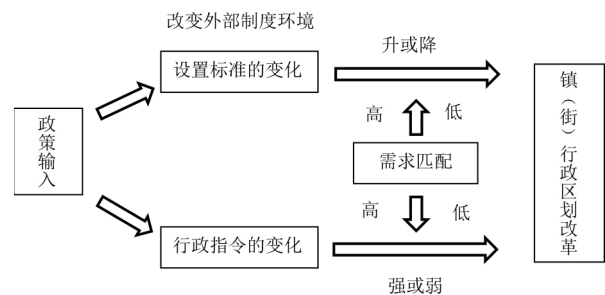 改变外部制度环境
设置标准的变化
升或降
政策输入
高
低
需求匹配
高
低
行政指令的变化
强或弱
镇（街）行政区划改革